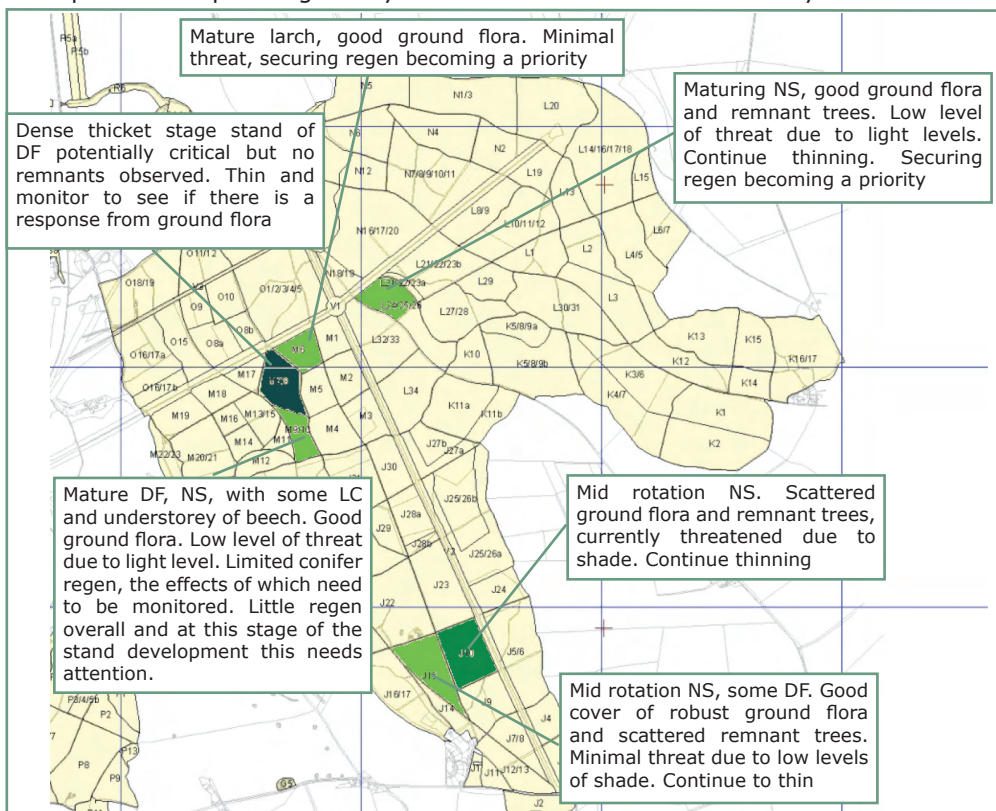 Mature larch, good ground flora. Minimal
threat, securing regen becoming a priority
Maturing NS, good ground flora
and remnant trees. Low level
of threat due to light levels.
Continue thinning. Securing
regen becoming a priority
Dense thicket stage stand of
DF potentially critical but no
remnants observed. Thin and
monitor to see if there is a
response from ground flora
Mature DF, NS, with some LC
and understorey of beech. Good
ground flora. Low level of threat
due to light level. Limited conifer
regen, the effects of which need
to be monitored. Little regen
overall and at this stage of the
stand development this needs
attention.
Mid rotation NS. Scattered
ground flora and remnant trees,
currently threatened due to
shade. Continue thinning
Mid rotation NS, some DF. Good
cover of robust ground flora
and scattered remnant trees.
Minimal threat due to low levels
of shade. Continue to thin
R5a
R6
N5
N1/3
L20
N6
N4
N2
L14/16/17/18
N12
N7/8/9/10/11
L19
L13
L15
L8/9
L10/11/12
L6/7
N16/17/20
L1
L2
L4/5
O11/12
L21/22/23b
N18/19
O18/19
O10
O1/2/3/4/5
L29
L3
O9
V1
L27/28
L30/31
O8b
K5/8/9a
O15
O8a
M1
L32/33
K13
K15
O16/17a
K10
K5/8/9b
K12
K16/17
M17
M2
K3/6
K14
O16/17b
M18
M5
L34
K4/7
M19
M16
M13/15
M3
K11a
K11b
K1
M14
M11
M4
K2
M22/23
M20/21
M12
J27b
J27a
J30
J25/26b
J28a
J29
J28b
V2
J25/26a
J23
J24
J22
J5/6
J15
J16/17
J14
J9
J4
J7/8
J1
J11
J12/13
J2
P3/4/5b
P2
P13
P8
P9
G5